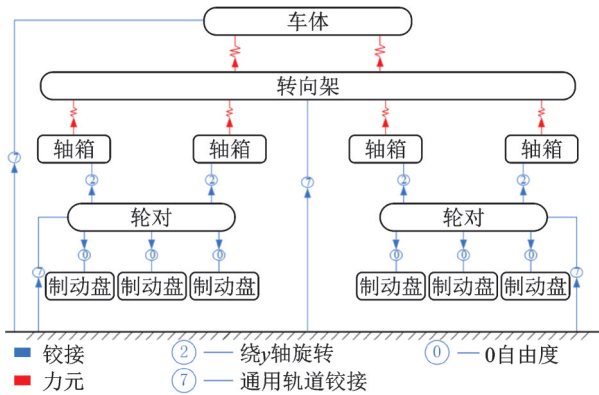 车体
转向架
轴箱 轴箱 轴箱 轴箱
7 2 2 7 2 2
轮对 轮对
0 0 0 0 0 0
7 7
制动盘 制动盘 制动盘 制动盘 制动盘 制动盘
铰接 2 绕y轴旋转 0 0自由度
力元 7 通用轨道铰接